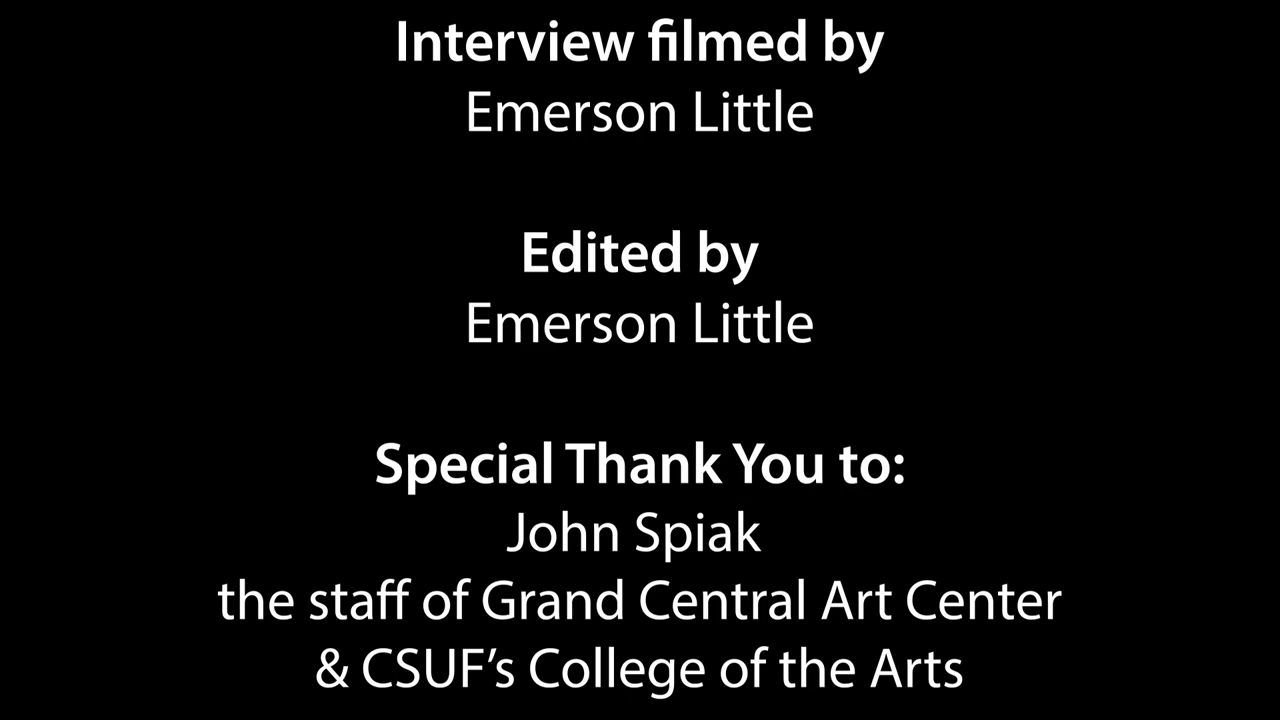 Interview filmed by
Emerson Little
Edited by
Emerson Little
Special Thank You to:
John Spiak
the staff of Grand Central Art Center
& CSUF’s College of the Arts